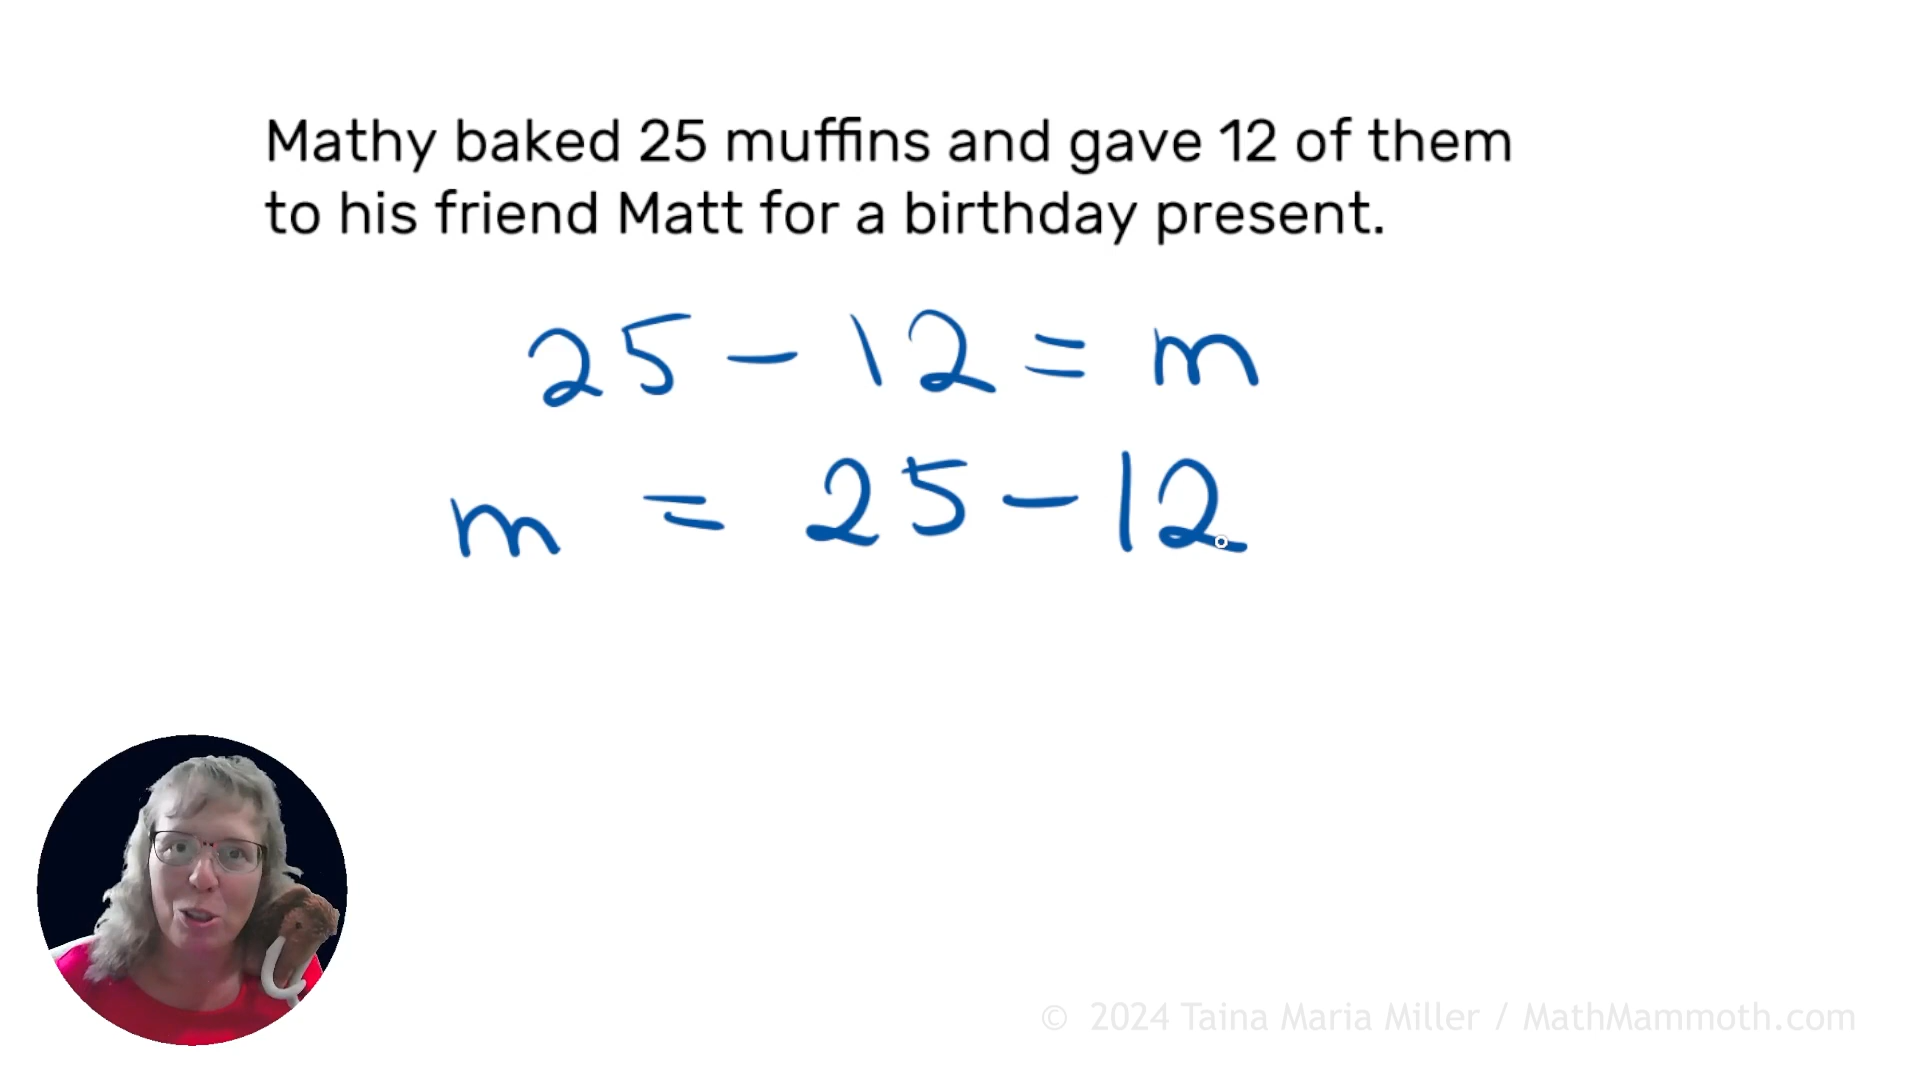 Mathy baked 25 muffins and gave 12 of them
to his friend Matt for a birthday present.
25 - 12 = m
m = 25 - 12
© 2024 Taina Maria Miller / MathMammoth.com